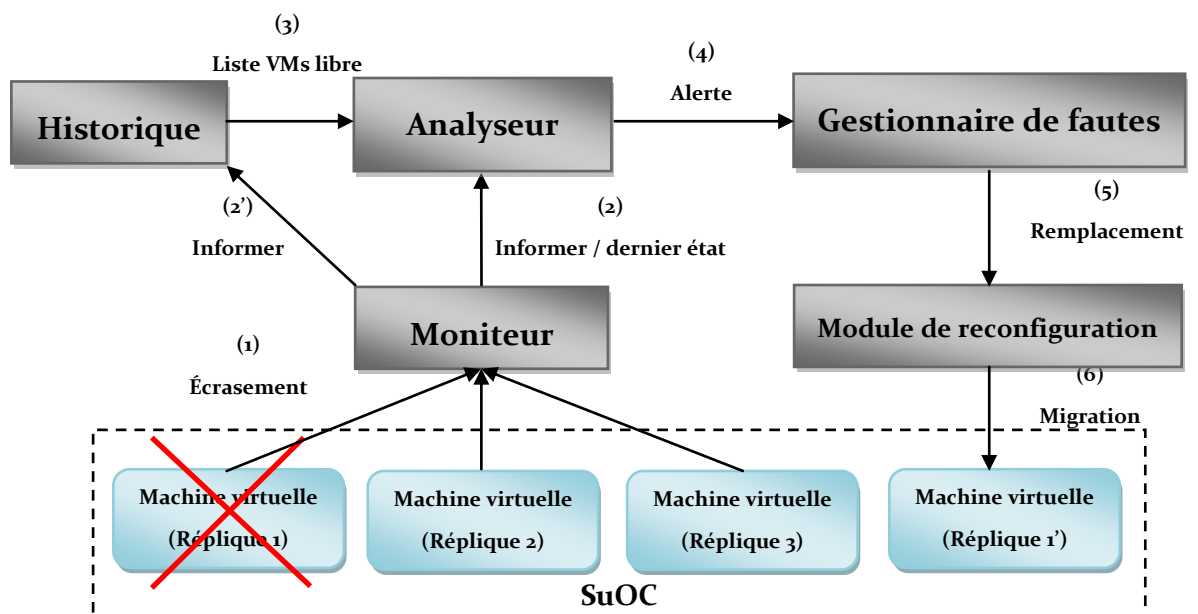 (3)
Liste VMs libre
(4)
Alerte
Historique
Analyseur
Gestionnaire de fautes
(2')
Informer
(2)
Informer / dernier état
(5)
Remplacement
Moniteur
Module de reconfiguration
(1)
Écrasement
(6)
Migration
Machine virtuelle
(Réplique 1)
Machine virtuelle
(Réplique 2)
Machine virtuelle
(Réplique 3)
Machine virtuelle
(Réplique 1')
SuOC